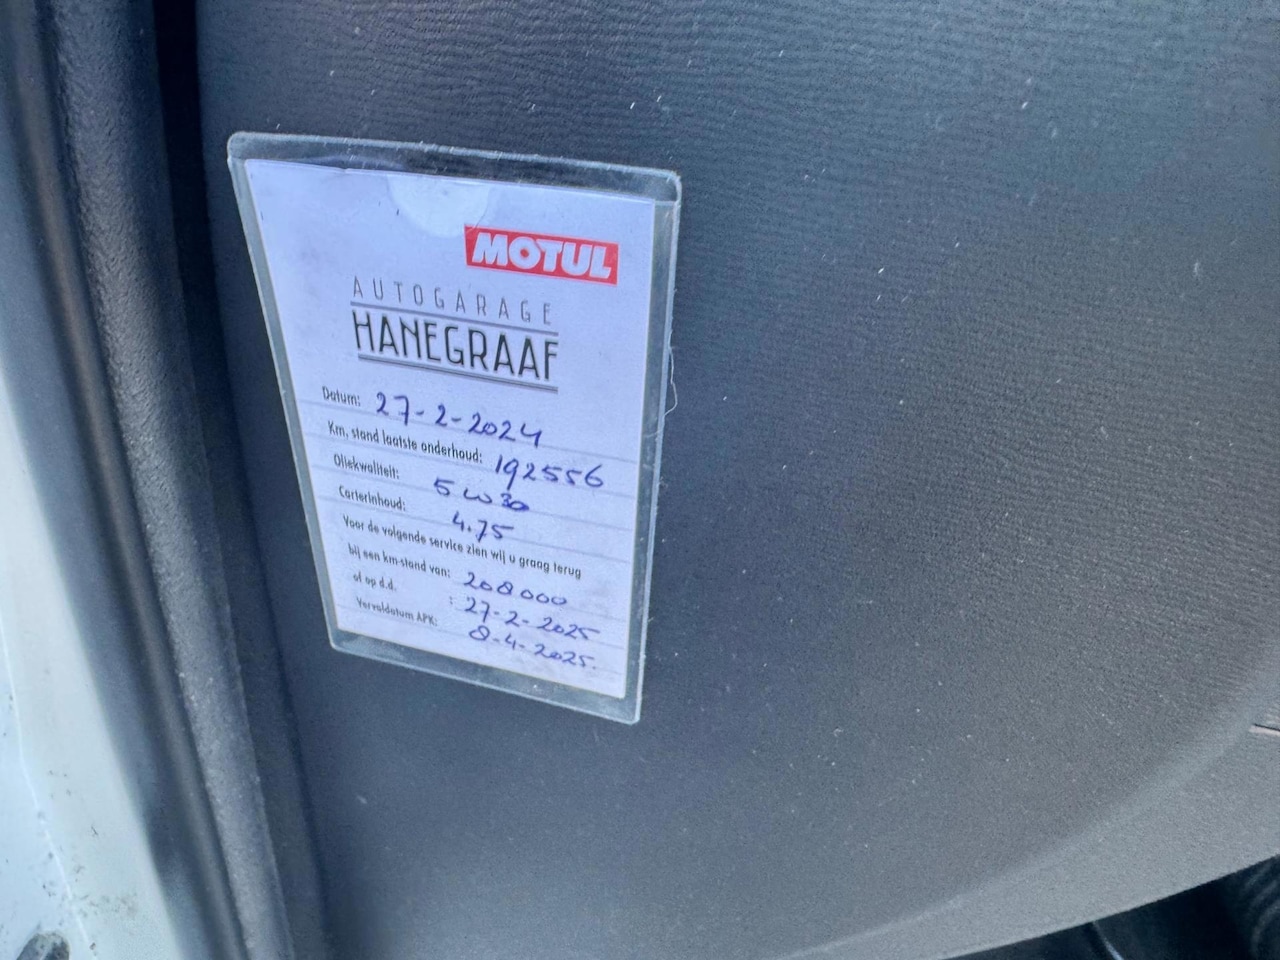 MOTUL
AUTOGARAGE
HANEGRAAF
Datum: 27-2-2024
Km, stand laatste onderhoud: 192556
Oliekwaliteit: 5w30
Carterinhoud: 4.75
Voor de volgende service zien wij u graag terug
bij een km-stand van: 208000
of op d.d. : 27-2-2025
Vervaldatum APK: 8-4-2025.